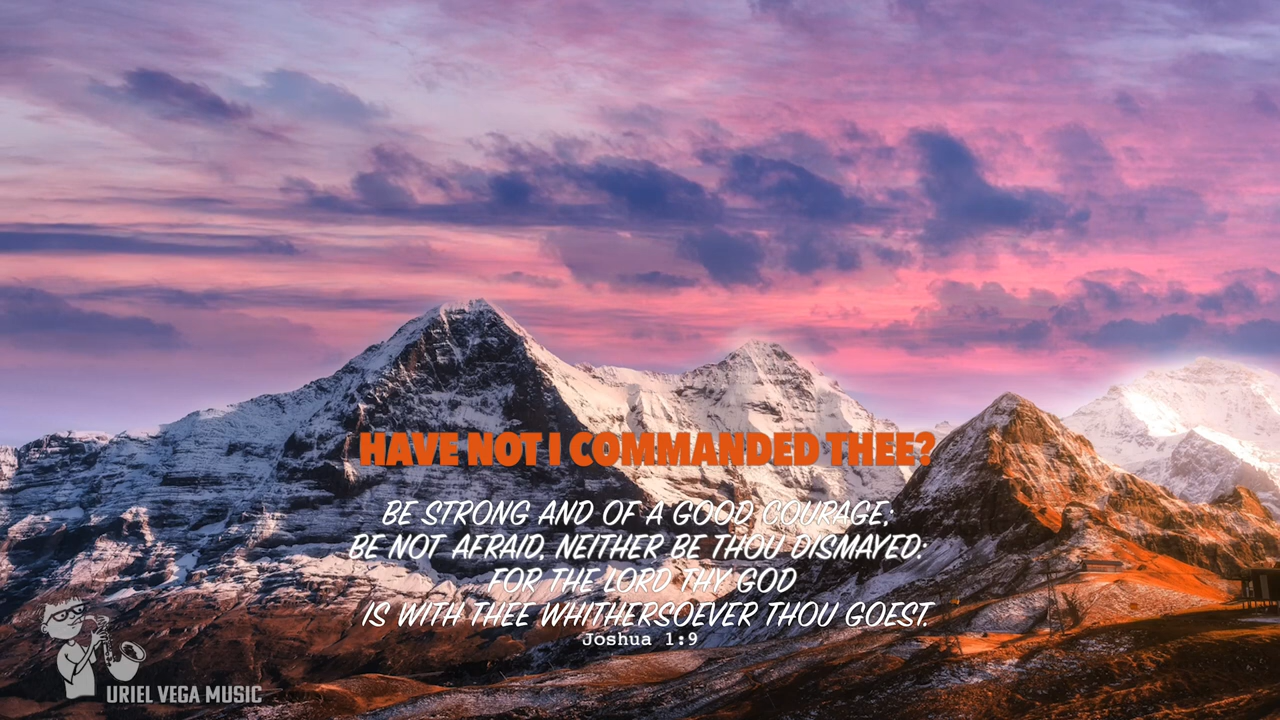 HAVE NOT I COMMANDED THEE?
BE STRONG AND OF A GOOD COURAGE;
BE NOT AFRAID, NEITHER BE THOU DISMAYED:
FOR THE LORD THY GOD
IS WITH THEE WHITHERSOEVER THOU GOEST.
Joshua 1:9
URIEL VEGA MUSIC